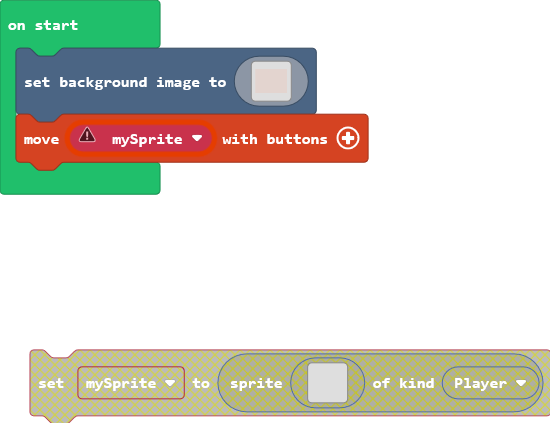 on start
set background image to
move mySprite with buttons
set mySprite to sprite of kind Player